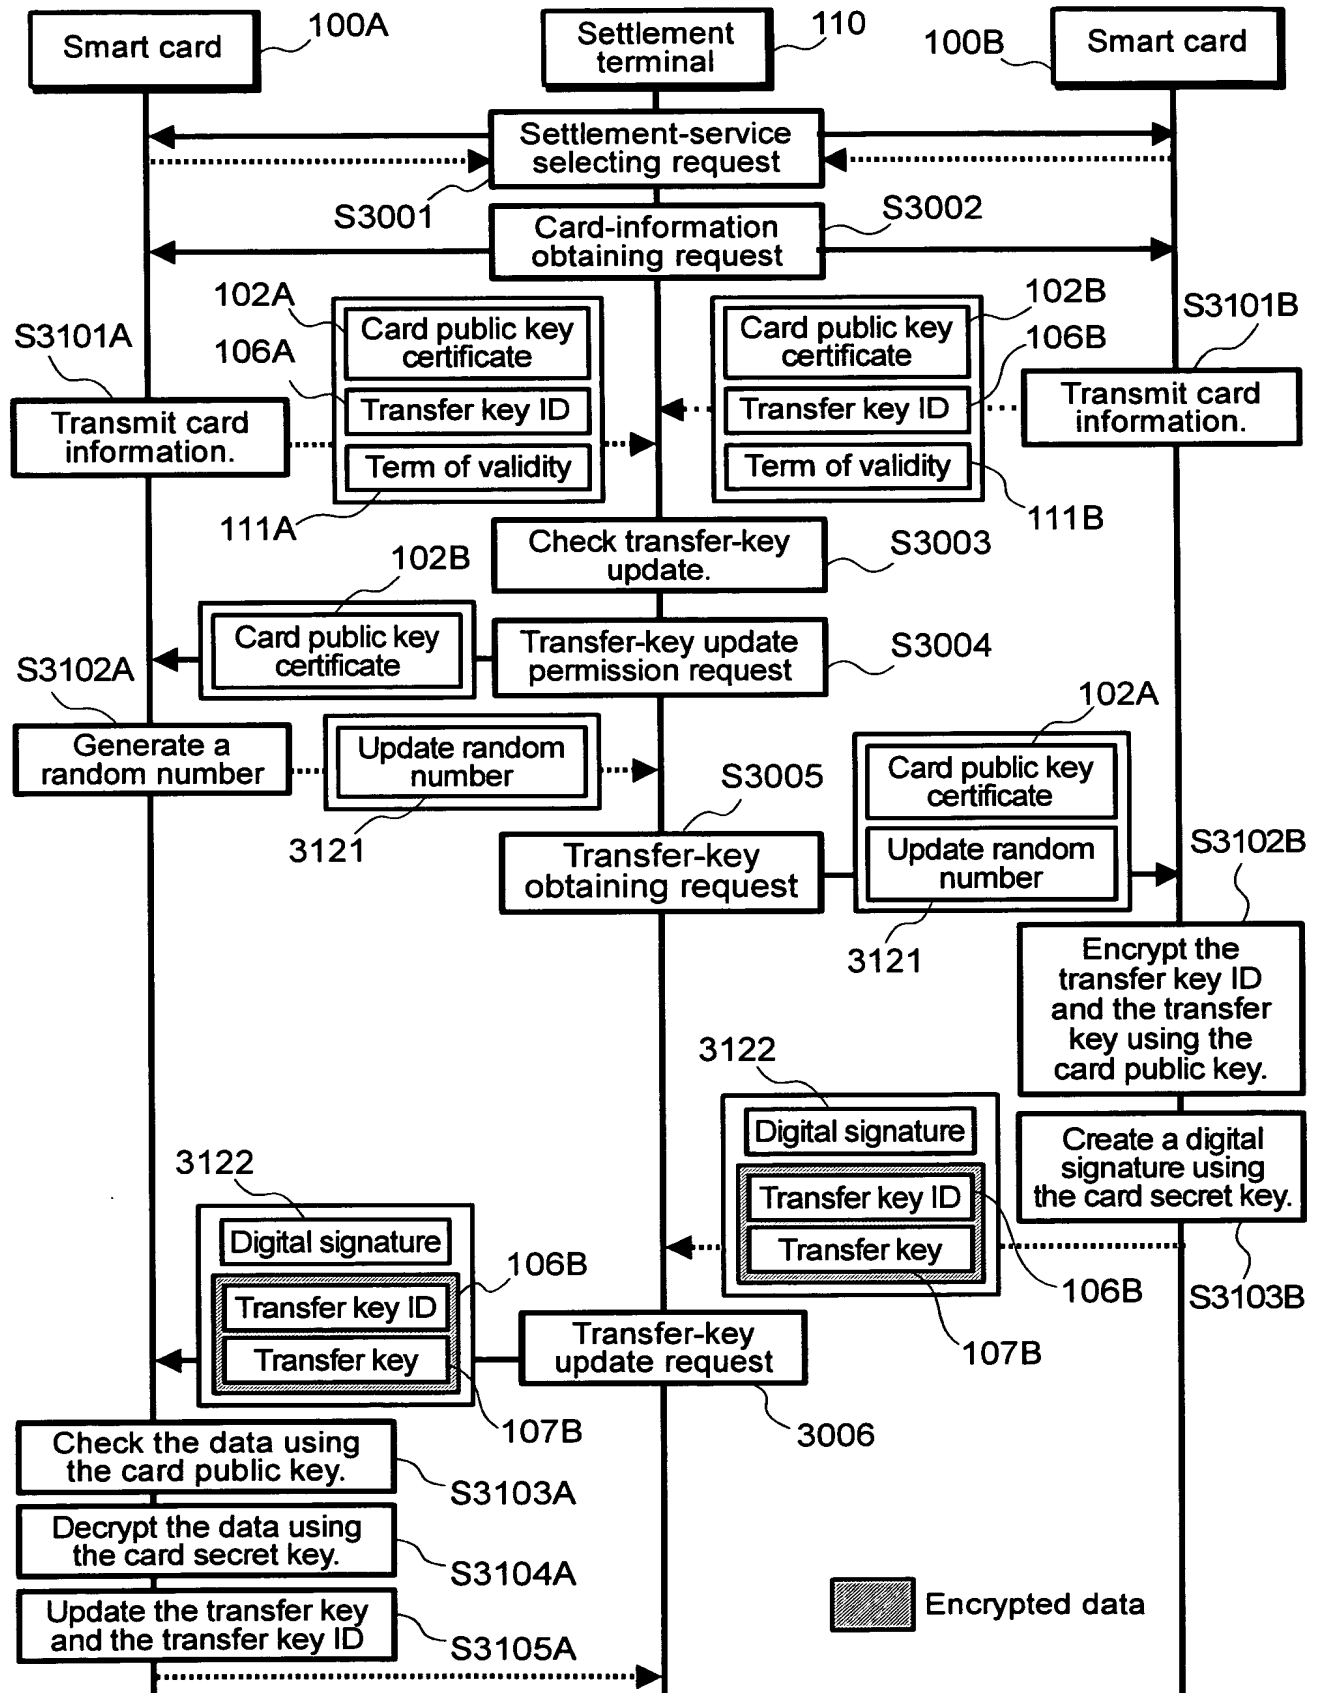 Smart card
100A
Settlement
terminal
110
100B
Smart card
Settlement-service
selecting request
S3001
S3002
Card-information
obtaining request
102A
Card public key
certificate
S3101A
106A
Transfer key ID
Transmit card
information.
Term of validity
111A
102B
Card public key
certificate
S3101B
106B
Transfer key ID
Transmit card
information.
Term of validity
111B
Check transfer-key
update.
S3003
102B
Card public key
certificate
Transfer-key update
permission request
S3004
S3102A
Generate a
random number
Update random
number
3121
102A
Card public key
certificate
S3005
Transfer-key
obtaining request
Update random
number
3121
S3102B
Encrypt the
transfer key ID
and the transfer
key using the
card public key.
3122
Digital signature
Transfer key ID
Transfer key
106B
107B
Create a digital
signature using
the card secret key.
S3103B
3122
Digital signature
106B
Transfer key ID
Transfer key
107B
Transfer-key
update request
3006
Check the data using
the card public key.
S3103A
Decrypt the data using
the card secret key.
S3104A
Update the transfer key
and the transfer key ID
S3105A
Encrypted data